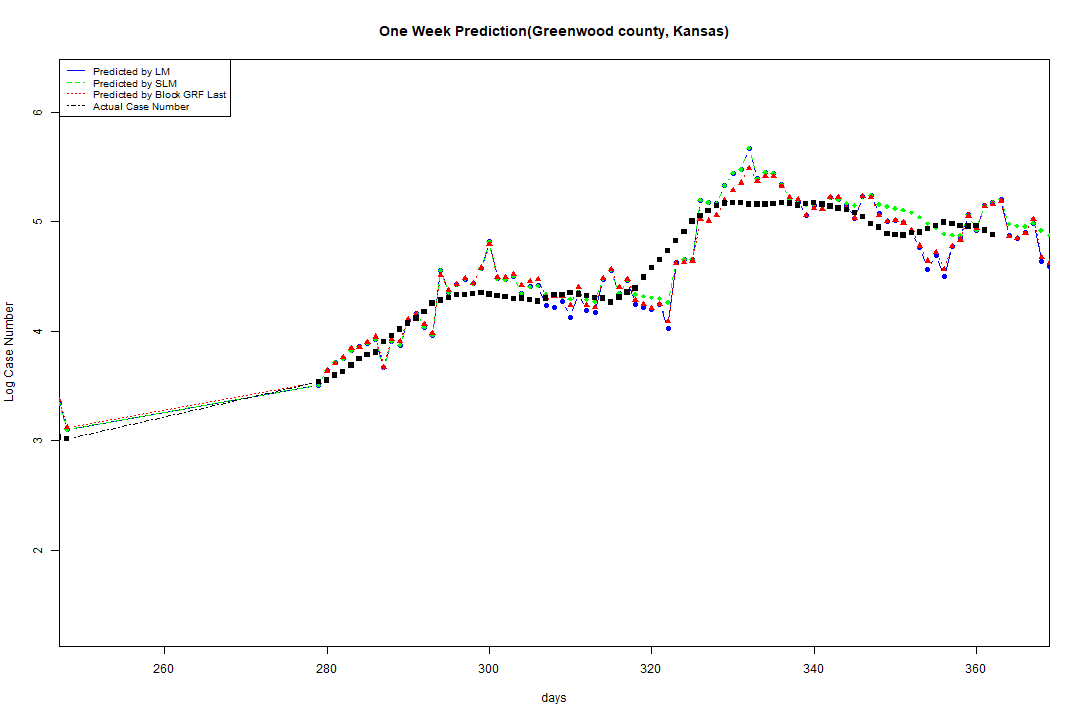 One Week Prediction(Greenwood county, Kansas)
Predicted by LM
Predicted by SLM
Predicted by Block GRF Last
Actual Case Number
6
5
4
3
2
Log Case Number
260 280 300 320 340 360
days